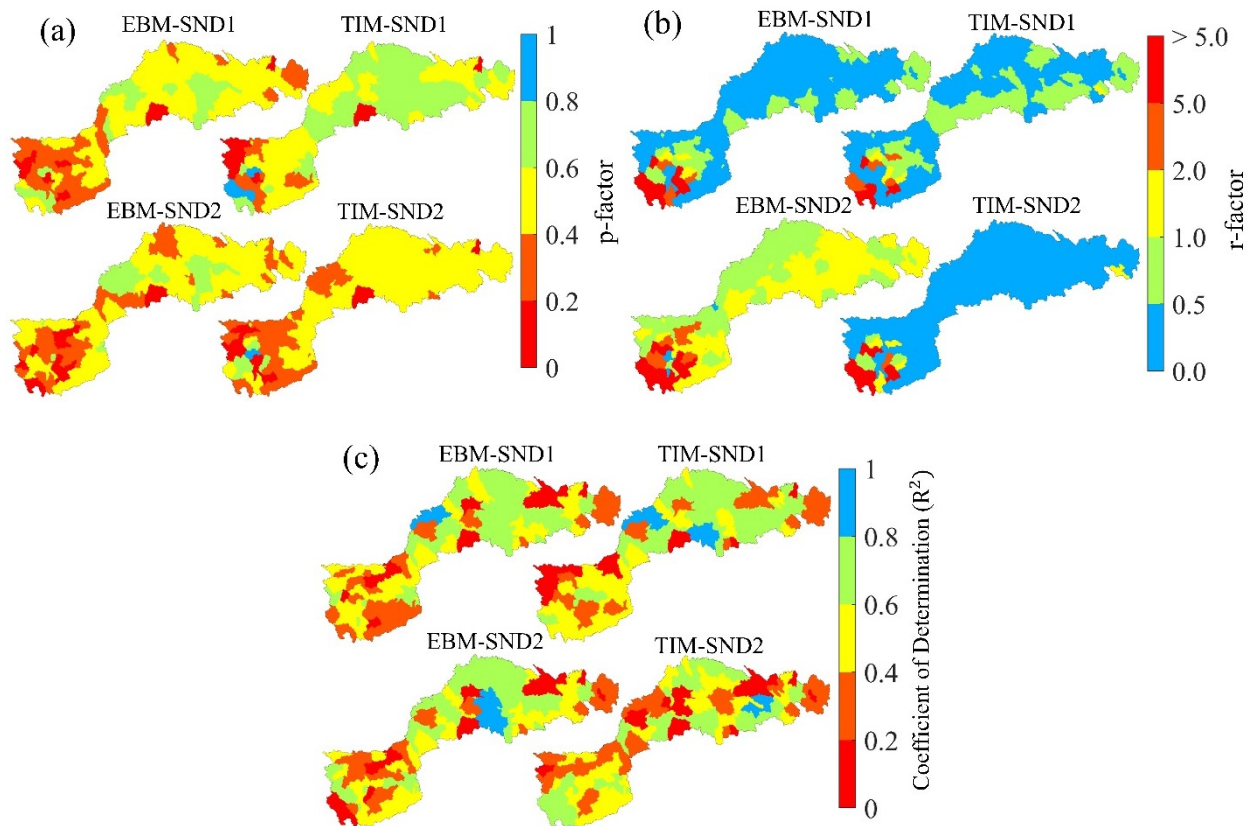 (a)
EBM-SND1
TIM-SND1
EBM-SND2
TIM-SND2
1
0.8
0.6
0.4
0.2
0
p-factor
(b)
EBM-SND1
TIM-SND1
EBM-SND2
TIM-SND2
> 5.0
5.0
2.0
1.0
0.5
0.0
r-factor
(c)
EBM-SND1
TIM-SND1
EBM-SND2
TIM-SND2
1
0.8
0.6
0.4
0.2
0
Coefficient of Determination (R²)